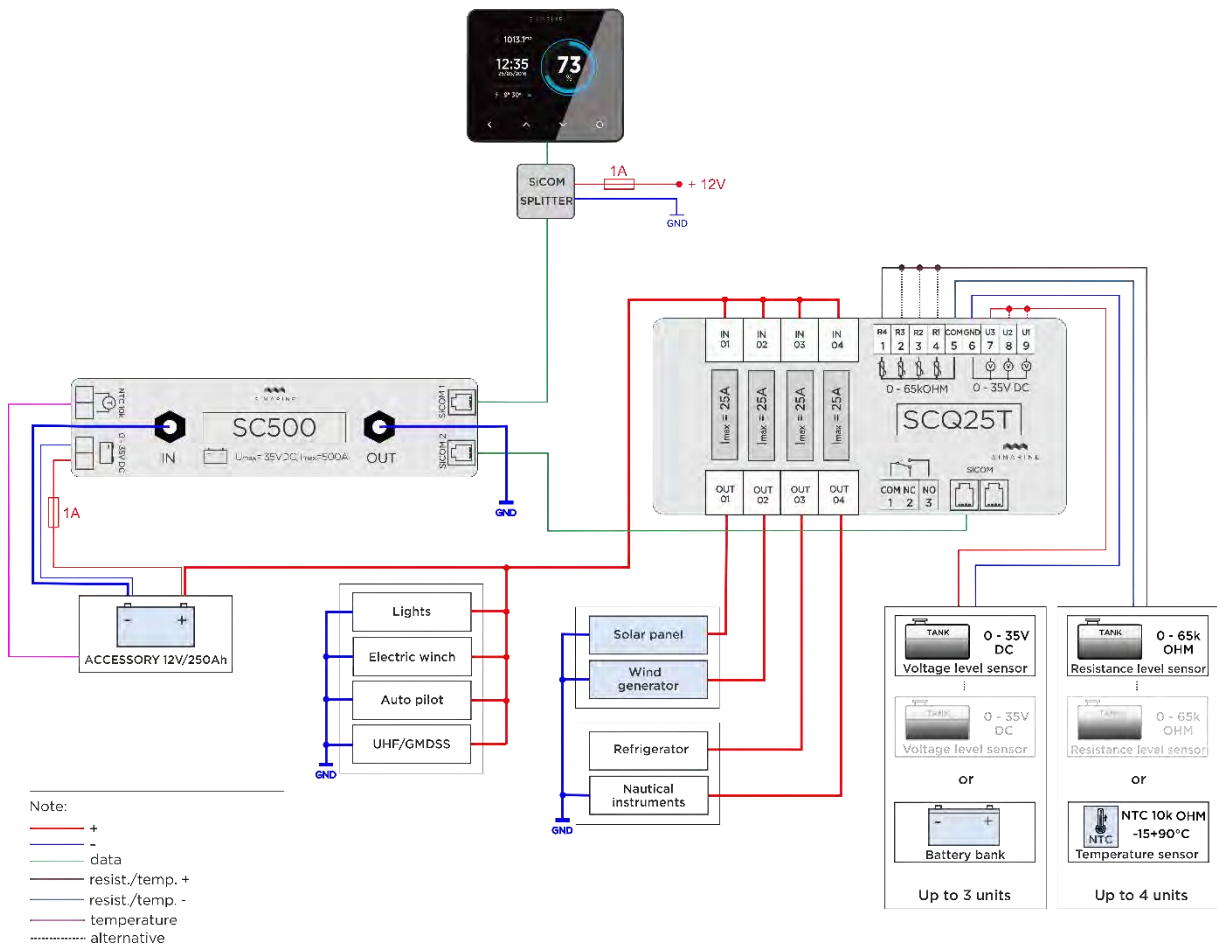 SIMARINE
1013.1
12:35
73
%
SiCOM
SPLITTER
1A
+ 12V
GND
NTC 10k
0 - 35V DC
SIMARINE
SC500
IN
Umax= 35VDC, Imax=500A
OUT
SiCOM 1
SiCOM 2
GND
1A
- +
ACCESSORY 12V/250Ah
IN
01
IN
02
IN
03
IN
04
Imax = 25A
Imax = 25A
Imax = 25A
Imax = 25A
OUT
01
OUT
02
OUT
03
OUT
04
R4 R3 R2 R1 COM GND U3 U2 U1
1 2 3 4 5 6 7 8 9
0 - 65kOHM
0 - 35V DC
SCQ25T
SIMARINE
COM NC NO
1 2 3
SiCOM
Lights
Electric winch
Auto pilot
UHF/GMDSS
GND
Solar panel
Wind
generator
Refrigerator
Nautical
instruments
GND
TANK
0 - 35V
DC
Voltage level sensor
TANK
0 - 35V
DC
Voltage level sensor
or
- +
Battery bank
Up to 3 units
TANK
0 - 65k
OHM
Resistance level sensor
TANK
0 - 65k
OHM
Resistance level sensor
or
NTC
NTC 10k OHM
-15+90°C
Temperature sensor
Up to 4 units
Note:
+
-
data
resist./temp. +
resist./temp. -
temperature
alternative